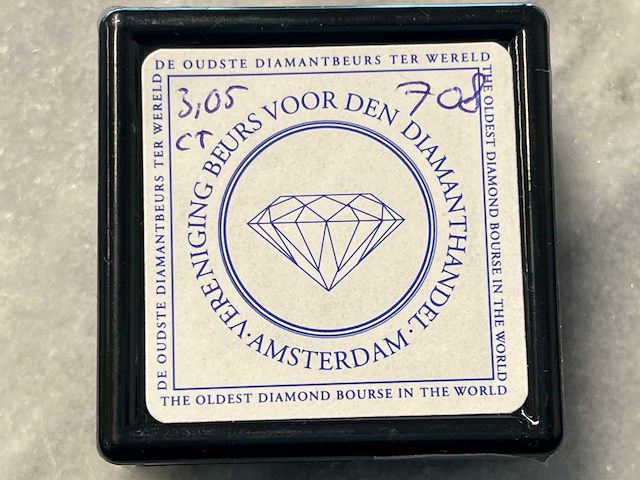 DE OUDSTE DIAMANTBEURS TER WERELD
THE OLDEST DIAMOND BOURSE IN THE WORLD
THE OLDEST DIAMOND BOURSE IN THE WORLD
DE OUDSTE DIAMANTBEURS TER WERELD
3,05
CT
708
VERENIGING BEURS VOOR DEN DIAMANTHANDEL
· AMSTERDAM ·